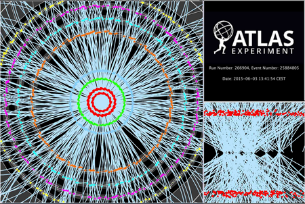 ATLAS
EXPERIMENT
Run Number: 266904, Event Number: 25884805
Date: 2015-06-03 13:41:54 CEST